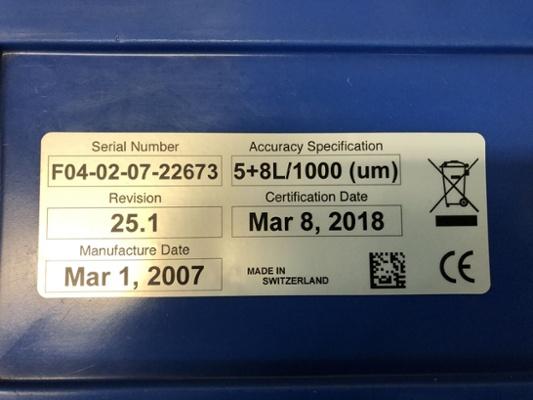 Serial Number
F04-02-07-22673
Accuracy Specification
5+8L/1000 (um)
Revision
25.1
Certification Date
Mar 8, 2018
Manufacture Date
Mar 1, 2007
MADE IN
SWITZERLAND
CE